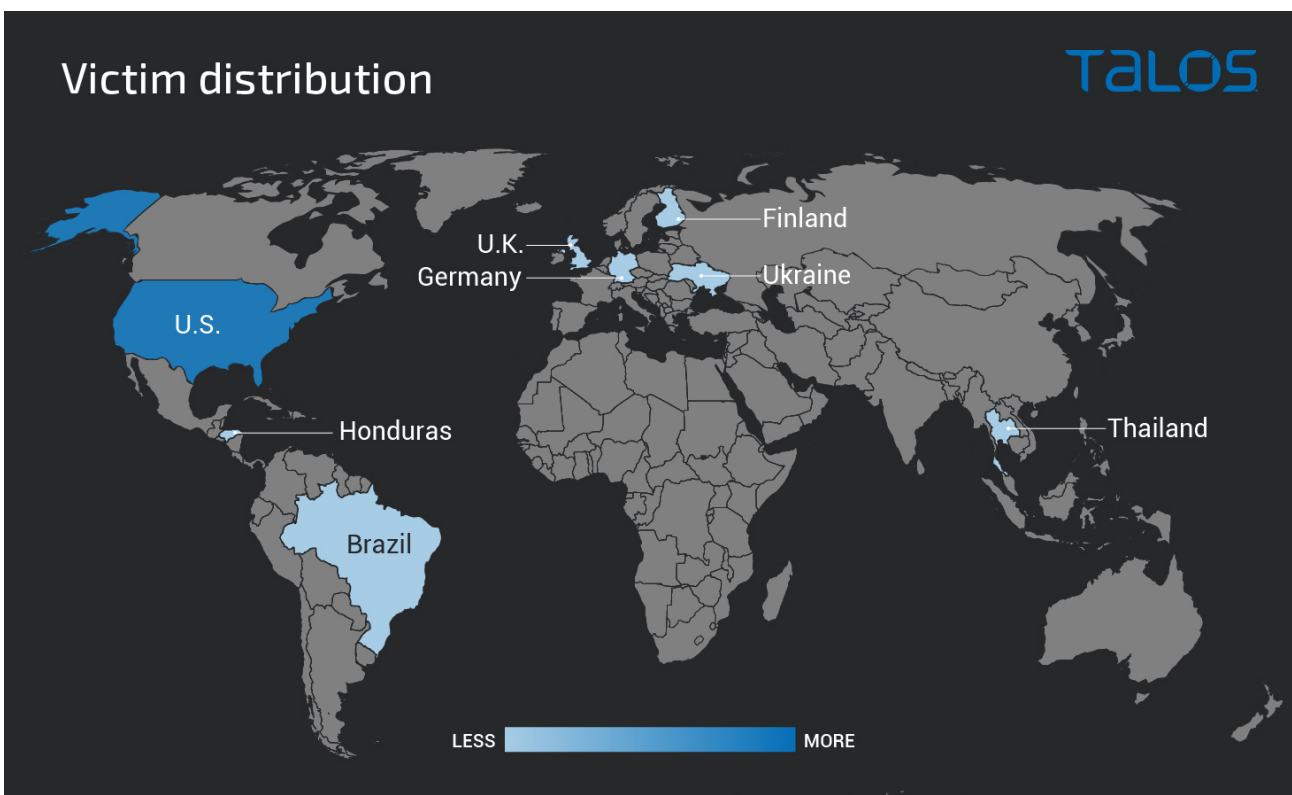 Victim distribution
TALOS
Finland
U.K.
Germany
Ukraine
U.S.
Honduras
Thailand
Brazil
LESS
MORE